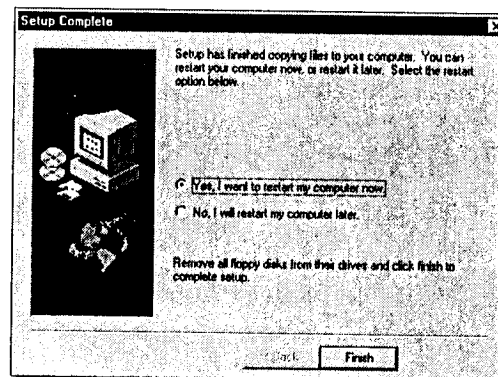 Setup Complete
Setup has finished copying files to your computer. You can
restart your computer now, or restart it later. Select the restart
option below.
Yes, I want to restart my computer now.
No, I will restart my computer later.
Remove all floppy disks from their drives and click finish to
complete setup.
Back
Finish